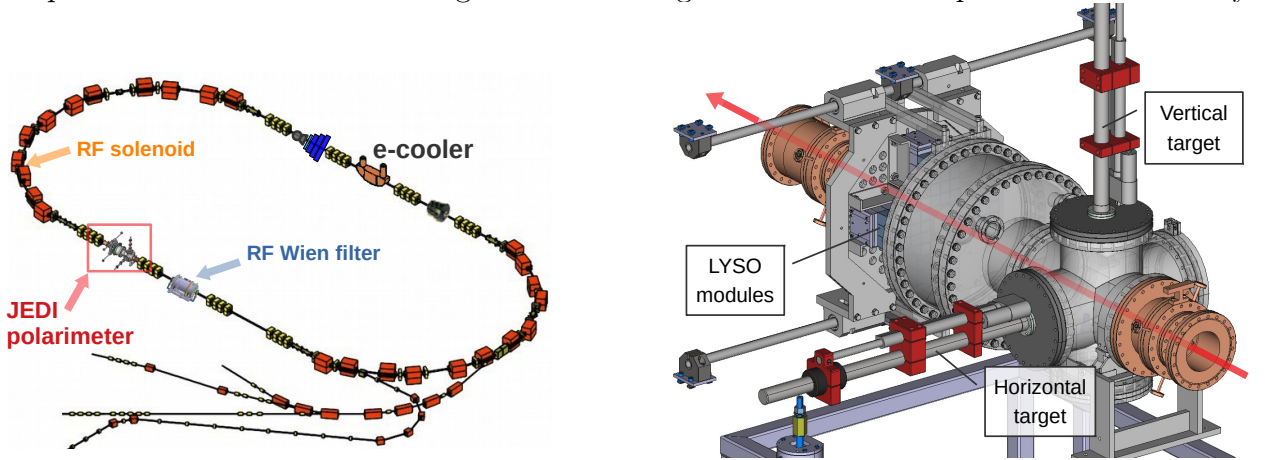 e-cooler
RF solenoid
RF Wien filter
JEDI
polarimeter
Vertical
target
LYSO
modules
Horizontal
target